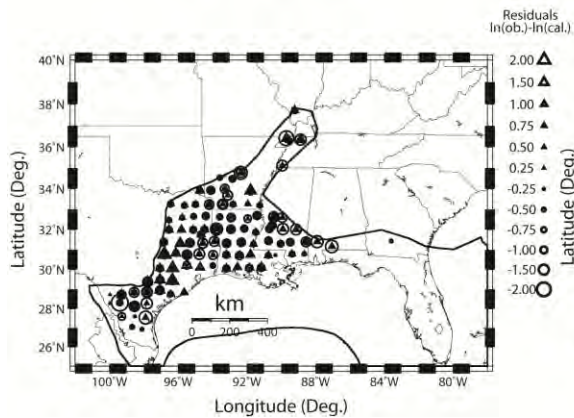 Residuals
ln(ob.)-ln(cal.)
40˚N
38˚N
36˚N
34˚N
32˚N
30˚N
28˚N
26˚N
Latitude (Deg.)
Latitude (Deg.)
2.00
1.50
1.00
0.75
0.50
0.25
-0.25
-0.50
-0.75
-1.00
-1.50
-2.00
km
0 200 400
100˚W 96˚W 92˚W 88˚W 84˚W 80˚W
Longitude (Deg.)